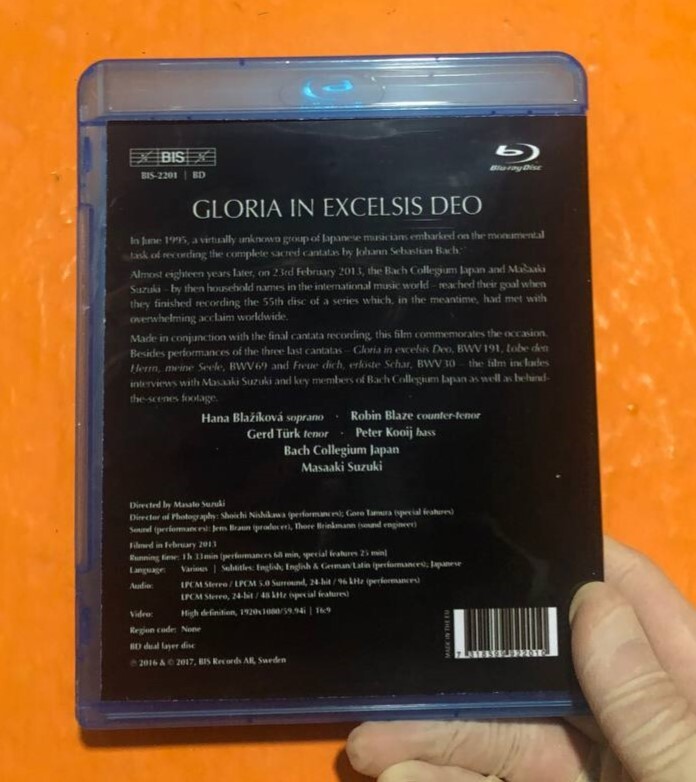 BIS
BIS-2201 | BD
Blu-ray Disc
GLORIA IN EXCELSIS DEO
In June 1995, a virtually unknown group of Japanese musicians embarked on the monumental
task of recording the complete sacred cantatas by Johann Sebastian Bach.
Almost eighteen years later, on 23rd February 2013, the Bach Collegium Japan and Masaaki
Suzuki – by then household names in the international music world – reached their goal when
they finished recording the 55th disc of a series which, in the meantime, had met with
overwhelming acclaim worldwide.
Made in conjunction with the final cantata recording, this film commemorates the occasion.
Besides performances of the three last cantatas – Gloria in excelsis Deo, BWV 191, Lobe den
Herrn, meine Seele, BWV 69 and Freue dich, erlöste Schar, BWV 30 – the film includes
interviews with Masaaki Suzuki and key members of Bach Collegium Japan as well as behind-
the-scenes footage.
Hana Blažíková soprano · Robin Blaze counter-tenor
Gerd Türk tenor · Peter Kooij bass
Bach Collegium Japan
Masaaki Suzuki
Directed by Masato Suzuki
Director of Photography: Shoichi Nishikawa (performances); Goro Tamura (special features)
Sound (performances): Jens Braun (producer), Thore Brinkmann (sound engineer)
Filmed in February 2013
Running time: 1h 33min (performances 68 min, special features 25 min)
Language: Various | Subtitles: English; English & German/Latin (performances); Japanese
Audio: LPCM Stereo / LPCM 5.0 Surround, 24-bit / 96 kHz (performances)
LPCM Stereo, 24-bit / 48 kHz (special features)
Video: High definition, 1920x1080/59.94i | 16:9
Region code: None
BD dual layer disc
℗ 2016 & © 2017, BIS Records AB, Sweden
MADE IN THE EU
7 318599 922010